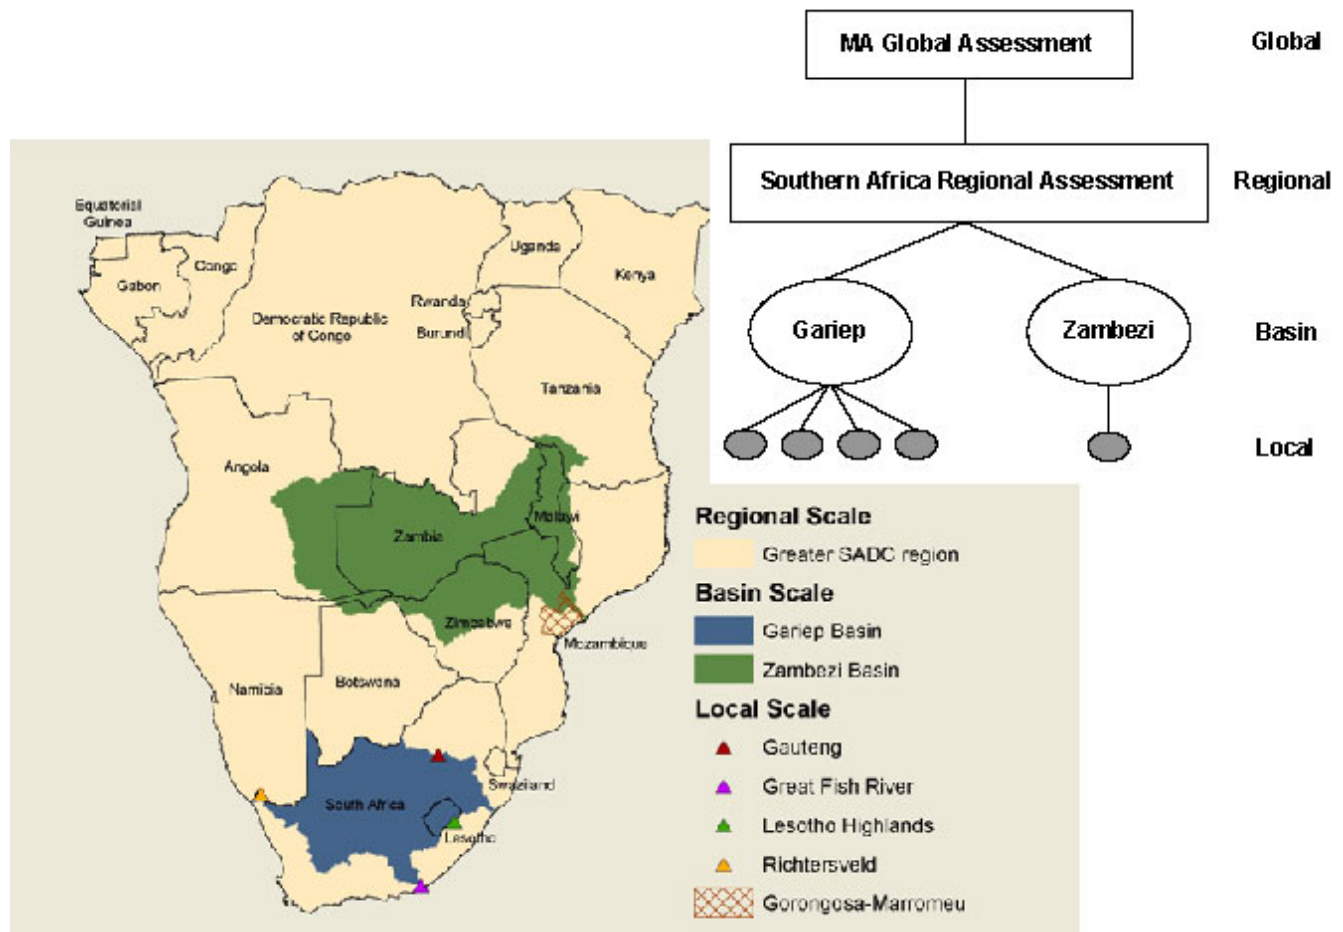 MA Global Assessment
Global
Southern Africa Regional Assessment
Regional
Gariep
Zambezi
Basin
Local
Equatorial
Guinea
Gabon
Congo
Uganda
Kenya
Rwanda
Burundi
Democratic Republic
of Congo
Tanzania
Angola
Zambia
Malawi
Zimbabwe
Mozambique
Namibia
Botswana
South Africa
Swaziland
Lesotho
Regional Scale
Greater SADC region
Basin Scale
Gariep Basin
Zambezi Basin
Local Scale
Gauteng
Great Fish River
Lesotho Highlands
Richtersveld
Gorongosa-Marromeu